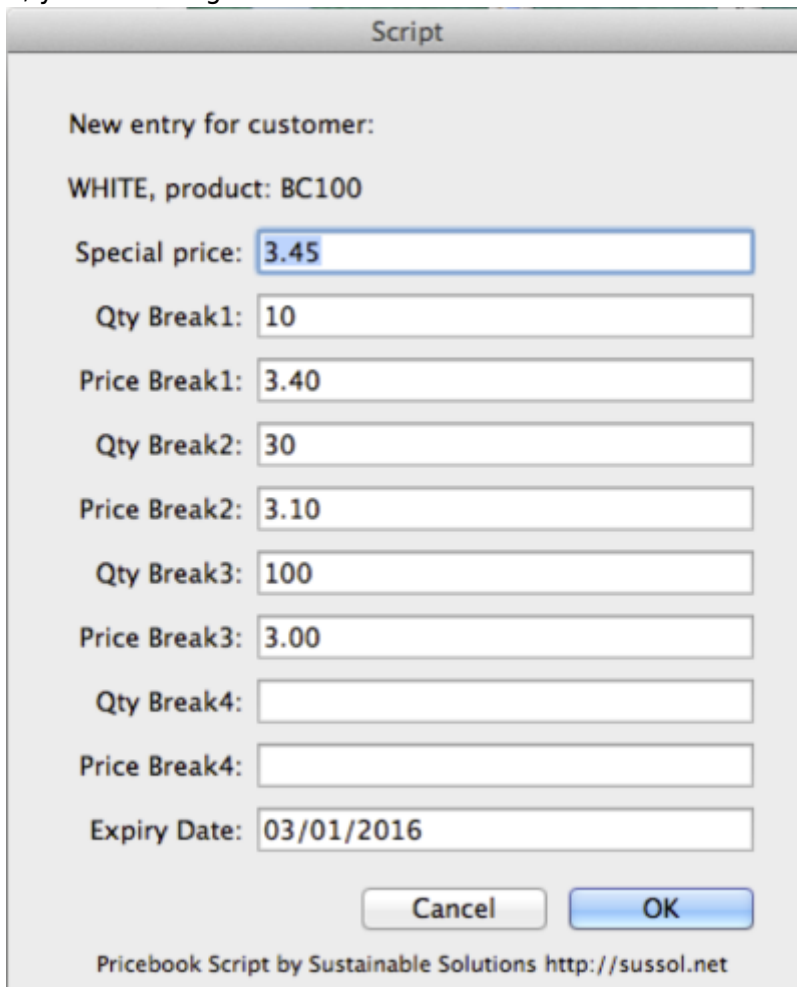 Script
New entry for customer:
WHITE, product: BC100
Special price: 3.45
Qty Break1: 10
Price Break1: 3.40
Qty Break2: 30
Price Break2: 3.10
Qty Break3: 100
Price Break3: 3.00
Qty Break4:
Price Break4:
Expiry Date: 03/01/2016
Cancel OK
Pricebook Script by Sustainable Solutions http://sussol.net